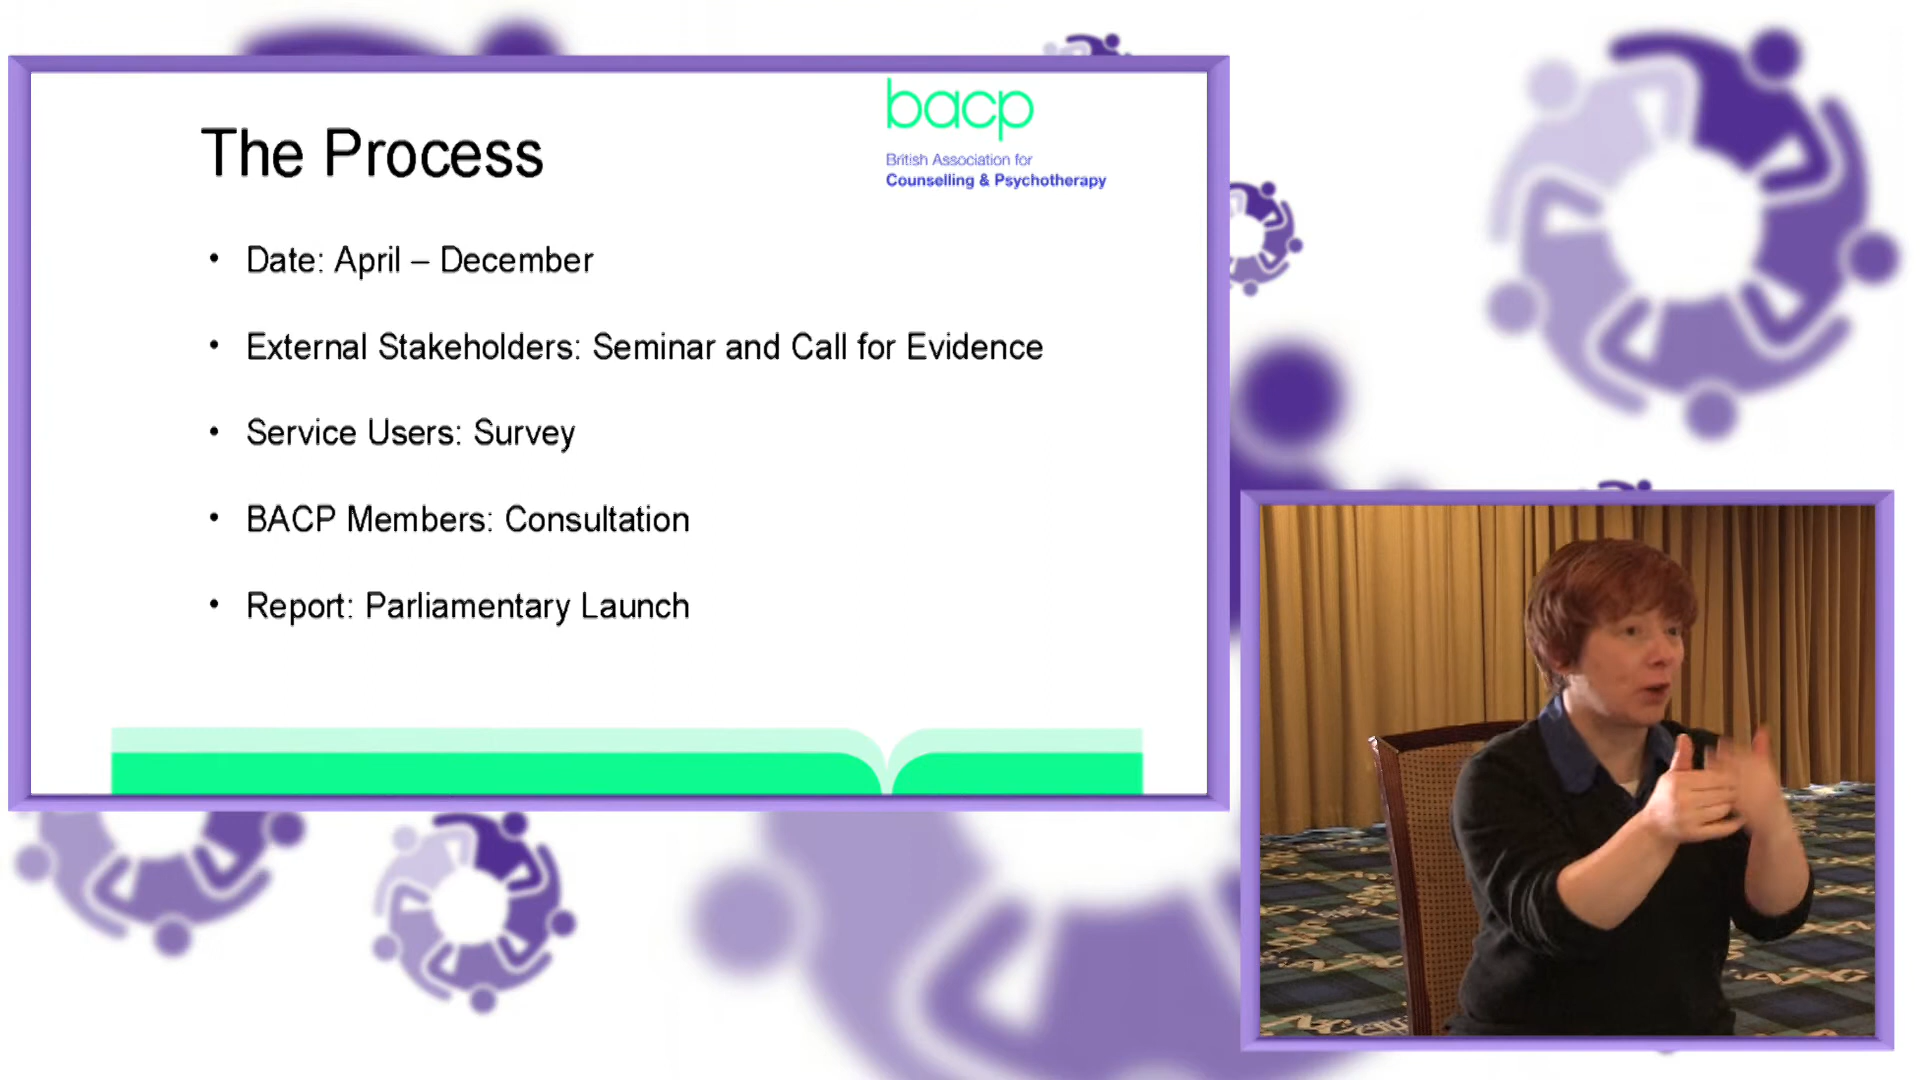 The Process
bacp
British Association for
Counselling & Psychotherapy
• Date: April – December
• External Stakeholders: Seminar and Call for Evidence
• Service Users: Survey
• BACP Members: Consultation
• Report: Parliamentary Launch